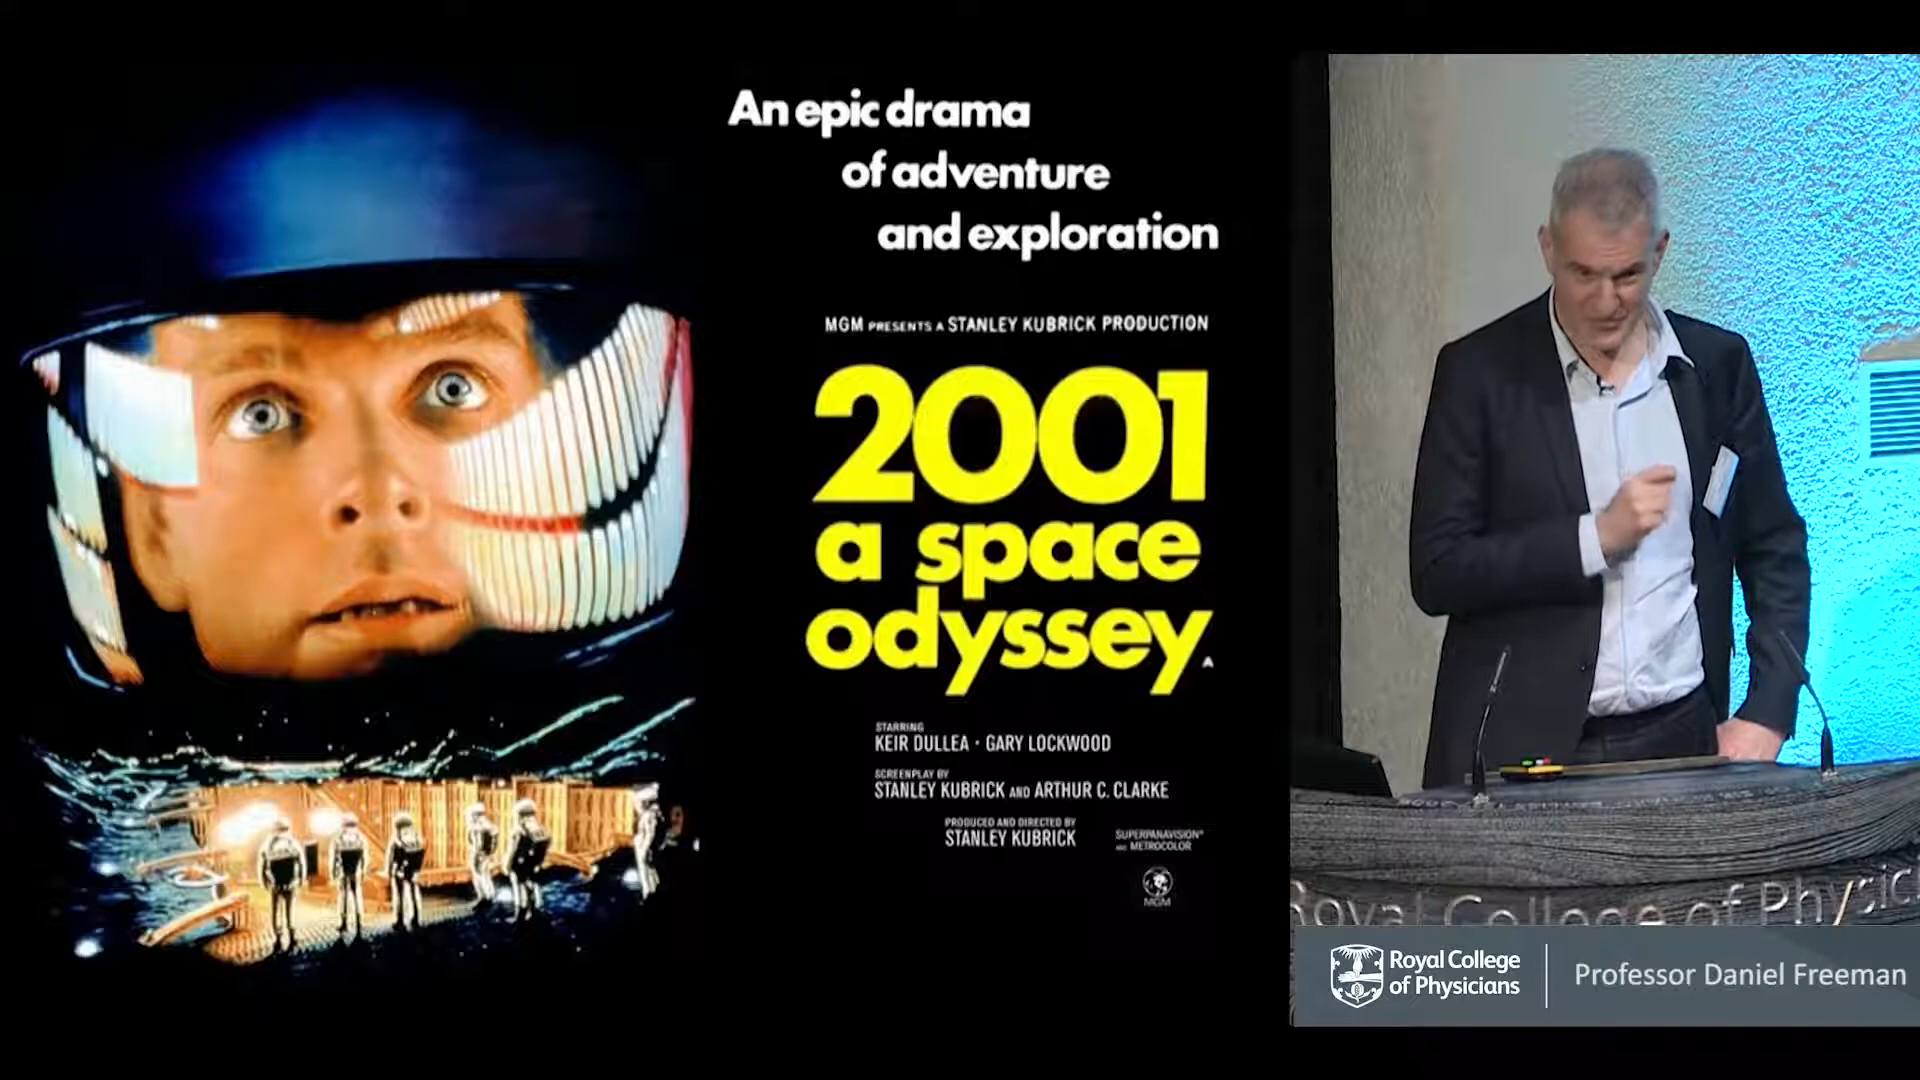 An epic drama
of adventure
and exploration
MGM PRESENTS A STANLEY KUBRICK PRODUCTION
2001
a space
odyssey
A
STARRING
KEIR DULLEA · GARY LOCKWOOD
SCREENPLAY BY
STANLEY KUBRICK AND ARTHUR C. CLARKE
PRODUCED AND DIRECTED BY
STANLEY KUBRICK
SUPERPANAVISION®
AND METROCOLOR
MGM
Royal College of Physic
Royal College
of Physicians
Professor Daniel Freeman